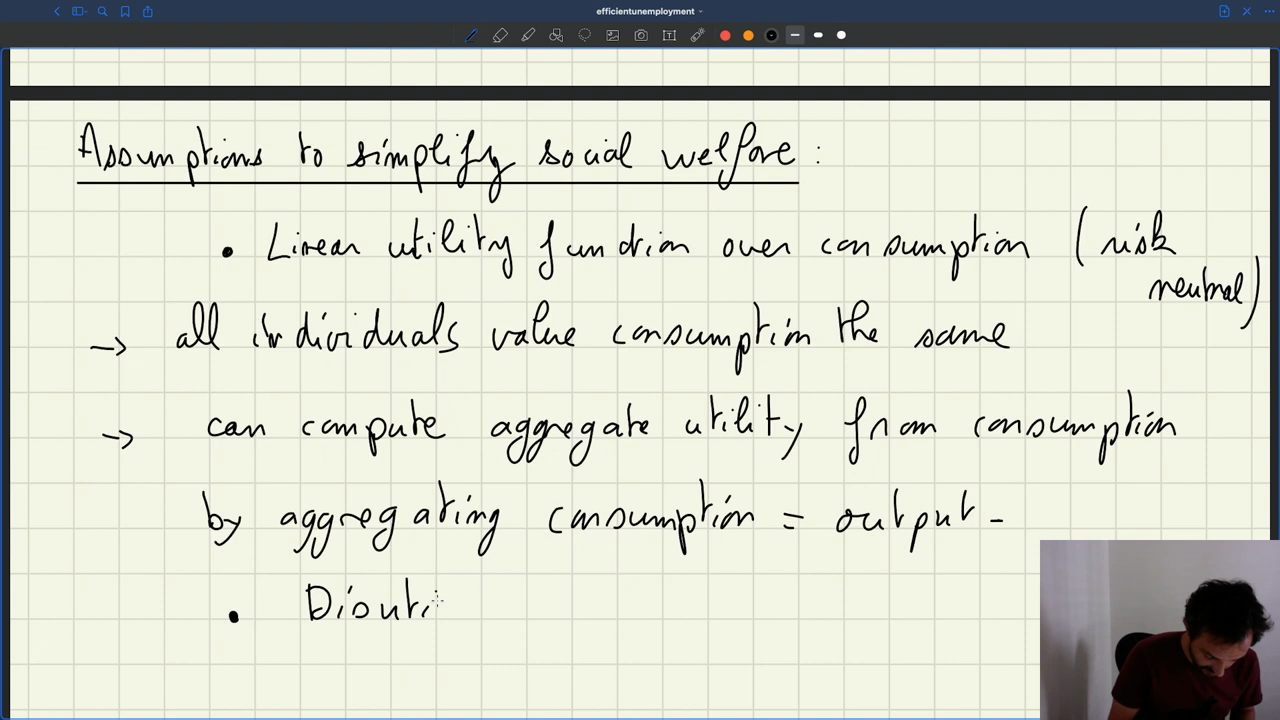 efficientunemployment
Assumptions to simplify social welfare :
• Linear utility function over consumption (risk neutral)
→ all individuals value consumption the same
→ can compute aggregate utility from consumption
by aggregating consumption = output -
• Disuti